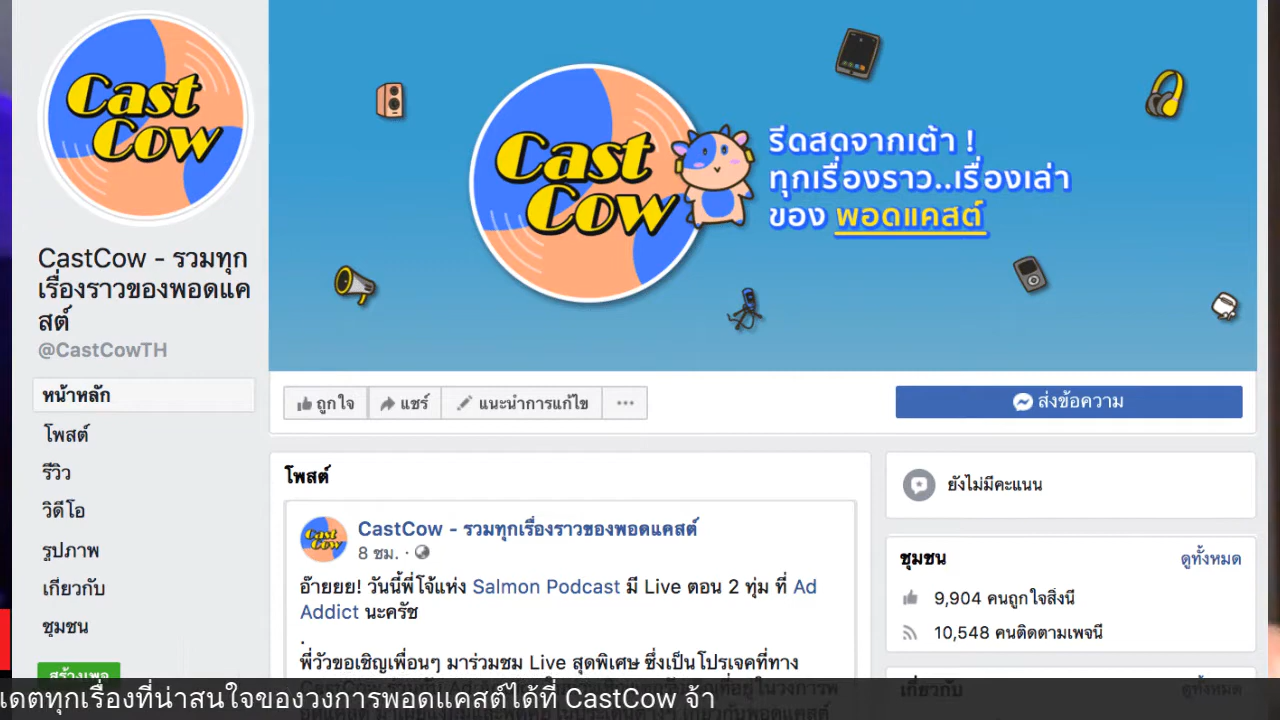 Cast
Cow
CastCow - รวมทุก
เรื่องราวของพอดแค
สต์
@CastCowTH
หน้าหลัก
โพสต์
รีวิว
วิดีโอ
รูปภาพ
เกี่ยวกับ
ชุมชน
Cast
Cow
รีดสดจากเต้า !
ทุกเรื่องราว..เรื่องเล่า
ของ พอดแคสต์
ถูกใจ แชร์ แนะนำการแก้ไข ...
ส่งข้อความ
โพสต์
Cast
Cow
CastCow - รวมทุกเรื่องราวของพอดแคสต์
8 ชม. ·
อ๊ายยย! วันนี้พี่โจ้แห่ง Salmon Podcast มี Live ตอน 2 ทุ่ม ที่ Ad
Addict นะครัช
.
พี่วัวขอเชิญเพื่อนๆ มาร่วมชม Live สุดพิเศษ ซึ่งเป็นโปรเจคที่ทาง
ยังไม่มีคะแนน
ชุมชน ดูทั้งหมด
9,904 คนถูกใจสิ่งนี้
10,548 คนติดตามเพจนี้
เกี่ยวกับ ดูทั้งหมด
เดตทุกเรื่องที่น่าสนใจของวงการพอดแคสต์ได้ที่ CastCow จ้า